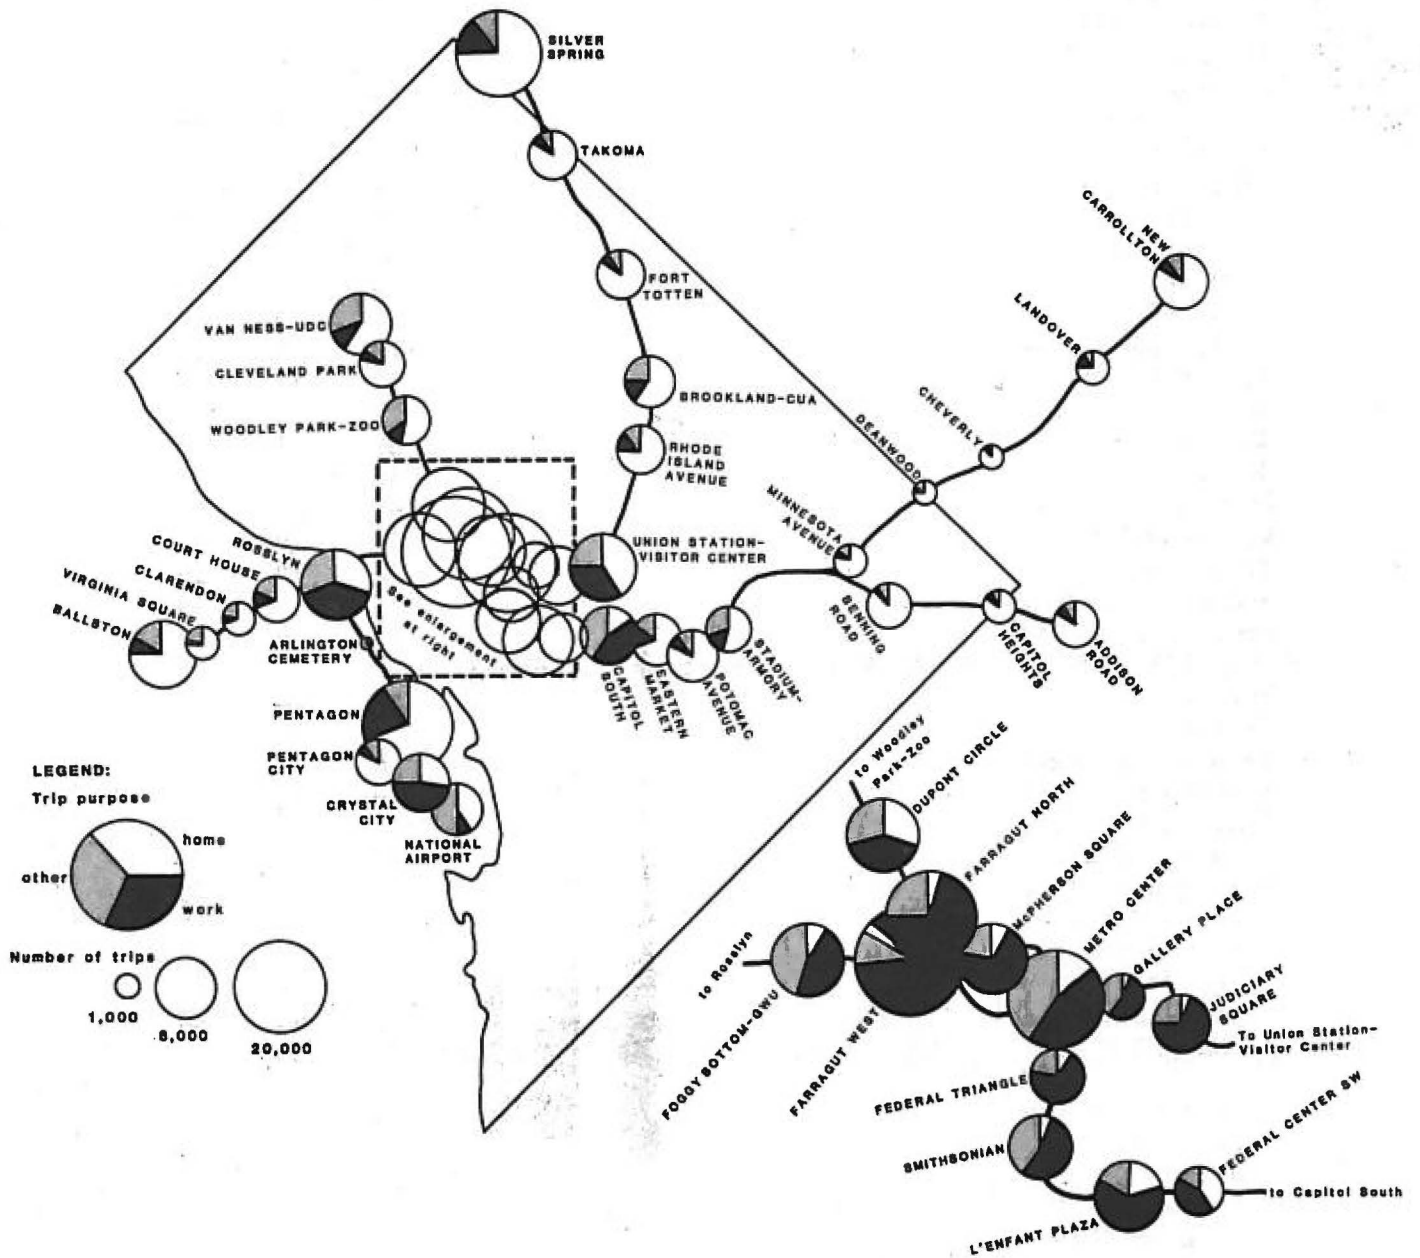 SILVER
SPRING
TAKOMA
FORT
TOTTEN
NEW
CARROLLTON
LANDOVER
CHEVERLY
DEANWOOD
MINNESOTA
AVENUE
VAN NESS-UDC
CLEVELAND PARK
WOODLEY PARK-ZOO
BROOKLAND-CUA
RHODE
ISLAND
AVENUE
UNION STATION-
VISITOR CENTER
ROSSLYN
COURT HOUSE
CLARENDON
VIRGINIA SQUARE
BALLSTON
ARLINGTON
CEMETERY
See enlargement
at right
BENNING
ROAD
CAPITOL
HEIGHTS
ADDISON
ROAD
STADIUM-
ARMORY
POTOMAC
AVENUE
EASTERN
MARKET
CAPITOL
SOUTH
PENTAGON
PENTAGON
CITY
CRYSTAL
CITY
NATIONAL
AIRPORT
LEGEND:
Trip purpose
home
other
work
Number of trips
1,000
8,000
20,000
to Woodley
Park-Zoo
DUPONT CIRCLE
FARRAGUT NORTH
McPHERSON SQUARE
METRO CENTER
GALLERY PLACE
JUDICIARY
SQUARE
To Union Station-
Visitor Center
to Rosslyn
FOGGY BOTTOM-GWU
FARRAGUT WEST
FEDERAL TRIANGLE
SMITHSONIAN
FEDERAL CENTER SW
to Capitol South
L'ENFANT PLAZA